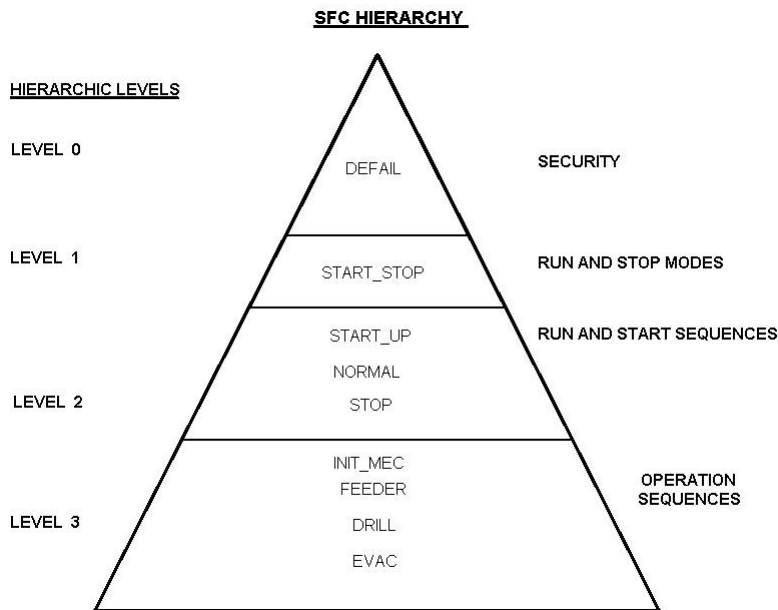 SFC HIERARCHY
HIERARCHIC LEVELS
LEVEL 0
DEFAIL
SECURITY
LEVEL 1
START_STOP
RUN AND STOP MODES
START_UP
RUN AND START SEQUENCES
NORMAL
LEVEL 2
STOP
INIT_MEC
FEEDER
OPERATION
SEQUENCES
LEVEL 3
DRILL
EVAC